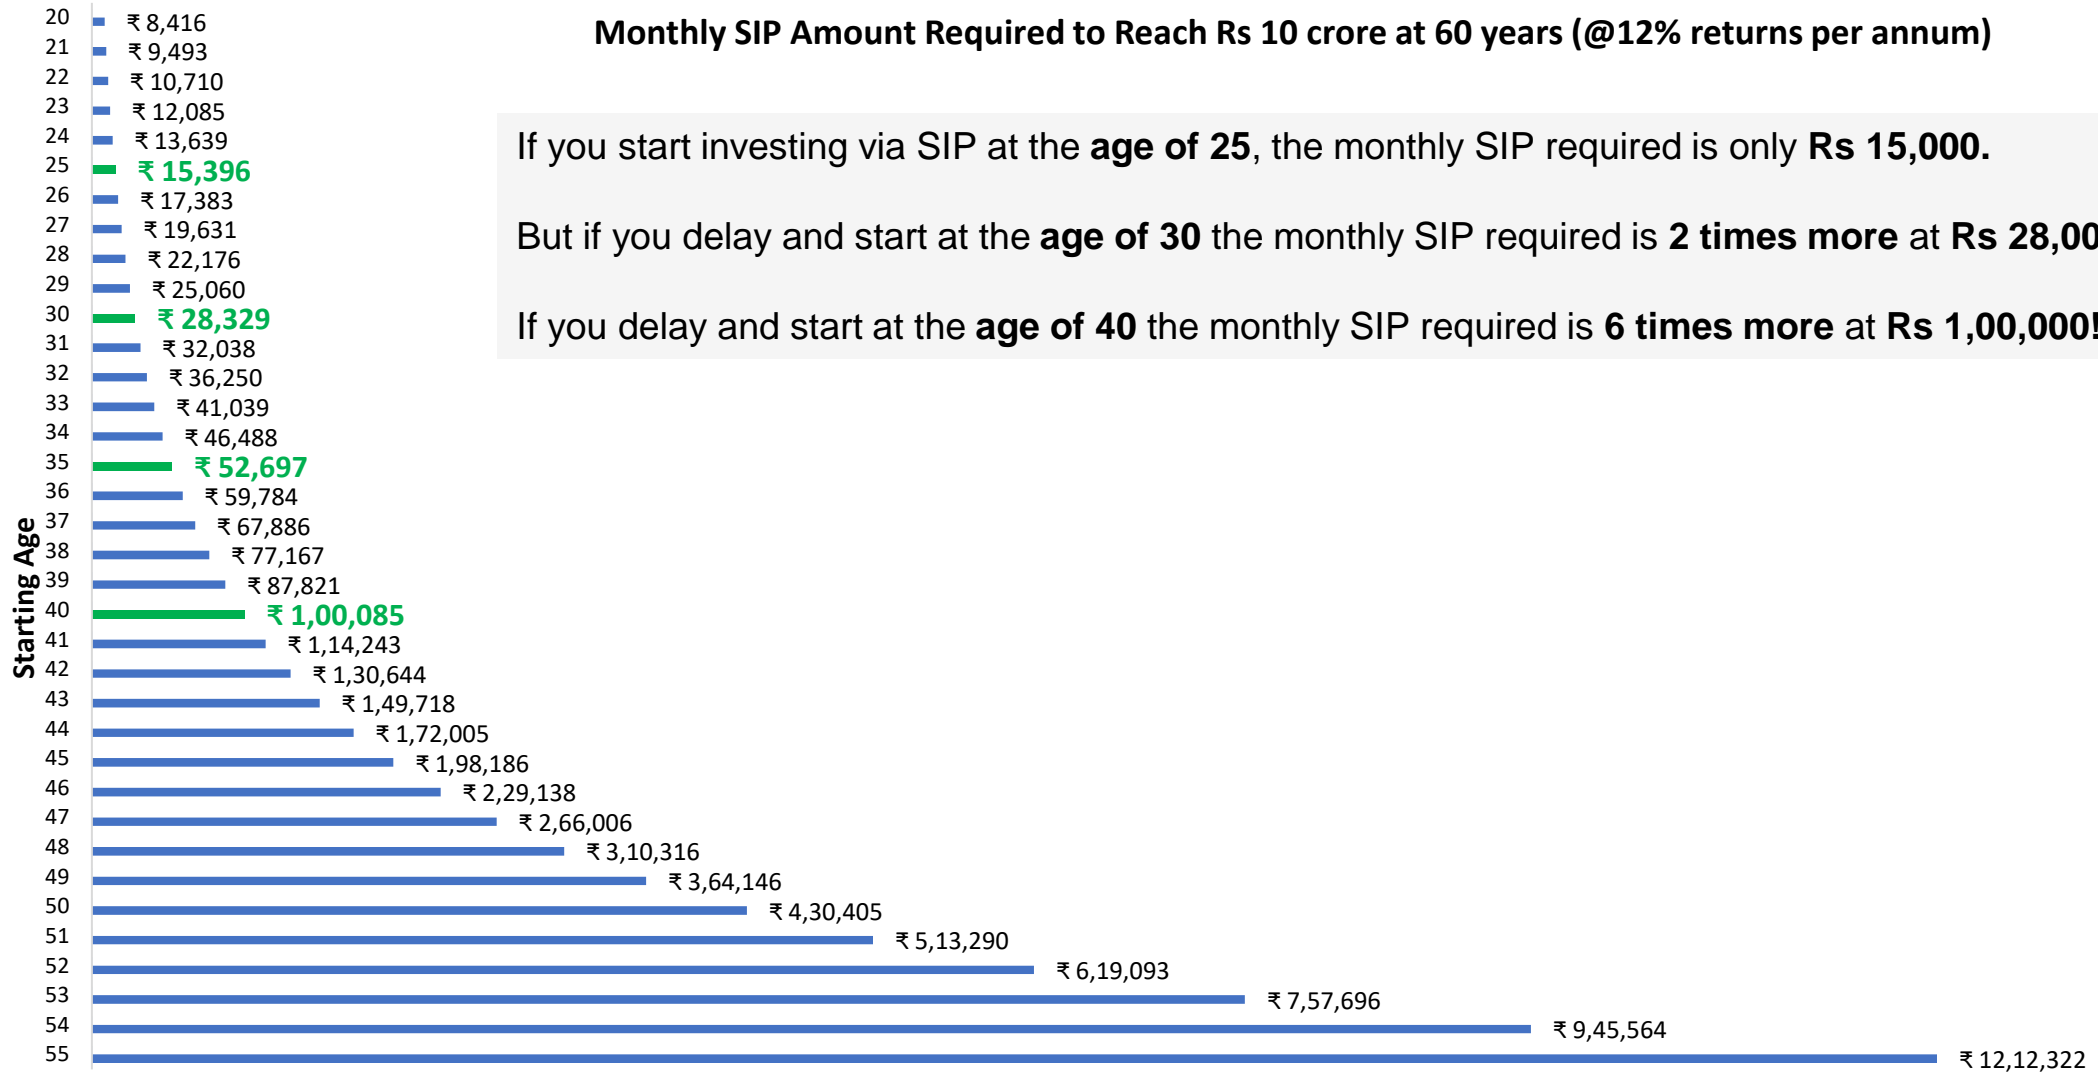 Monthly SIP Amount Required to Reach Rs 10 crore at 60 years (@12% returns per annum)
If you start investing via SIP at the age of 25, the monthly SIP required is only Rs 15,000.
But if you delay and start at the age of 30 the monthly SIP required is 2 times more at Rs 28,00
If you delay and start at the age of 40 the monthly SIP required is 6 times more at Rs 1,00,000!
Starting Age
20 ₹ 8,416
21 ₹ 9,493
22 ₹ 10,710
23 ₹ 12,085
24 ₹ 13,639
25 ₹ 15,396
26 ₹ 17,383
27 ₹ 19,631
28 ₹ 22,176
29 ₹ 25,060
30 ₹ 28,329
31 ₹ 32,038
32 ₹ 36,250
33 ₹ 41,039
34 ₹ 46,488
35 ₹ 52,697
36 ₹ 59,784
37 ₹ 67,886
38 ₹ 77,167
39 ₹ 87,821
40 ₹ 1,00,085
41 ₹ 1,14,243
42 ₹ 1,30,644
43 ₹ 1,49,718
44 ₹ 1,72,005
45 ₹ 1,98,186
46 ₹ 2,29,138
47 ₹ 2,66,006
48 ₹ 3,10,316
49 ₹ 3,64,146
50 ₹ 4,30,405
51 ₹ 5,13,290
52 ₹ 6,19,093
53 ₹ 7,57,696
54 ₹ 9,45,564
55 ₹ 12,12,322